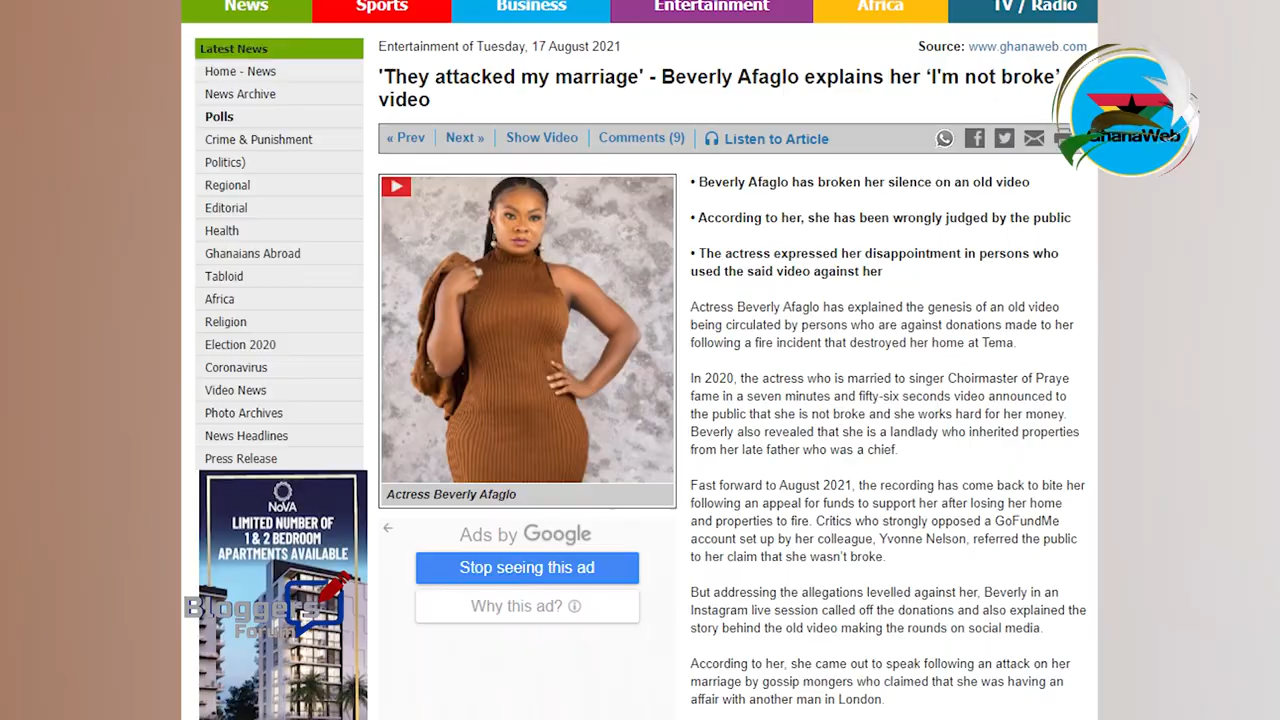 News Sports Business Entertainment Africa TV / Radio
Latest News
Home - News
News Archive
Polls
Crime & Punishment
Politics)
Regional
Editorial
Health
Ghanaians Abroad
Tabloid
Africa
Religion
Election 2020
Coronavirus
Video News
Photo Archives
News Headlines
Press Release
NoVA
LIMITED NUMBER OF
1 & 2 BEDROOM
APARTMENTS AVAILABLE
Bloggers
Forum
Entertainment of Tuesday, 17 August 2021
Source: www.ghanaweb.com
'They attacked my marriage' - Beverly Afaglo explains her ‘I'm not broke’
video
GhanaWeb
« Prev Next » Show Video Comments (9) Listen to Article
Actress Beverly Afaglo
Ads by Google
Stop seeing this ad
Why this ad?
• Beverly Afaglo has broken her silence on an old video
• According to her, she has been wrongly judged by the public
• The actress expressed her disappointment in persons who
used the said video against her
Actress Beverly Afaglo has explained the genesis of an old video
being circulated by persons who are against donations made to her
following a fire incident that destroyed her home at Tema.
In 2020, the actress who is married to singer Choirmaster of Praye
fame in a seven minutes and fifty-six seconds video announced to
the public that she is not broke and she works hard for her money.
Beverly also revealed that she is a landlady who inherited properties
from her late father who was a chief.
Fast forward to August 2021, the recording has come back to bite her
following an appeal for funds to support her after losing her home
and properties to fire. Critics who strongly opposed a GoFundMe
account set up by her colleague, Yvonne Nelson, referred the public
to her claim that she wasn’t broke.
But addressing the allegations levelled against her, Beverly in an
Instagram live session called off the donations and also explained the
story behind the old video making the rounds on social media.
According to her, she came out to speak following an attack on her
marriage by gossip mongers who claimed that she was having an
affair with another man in London.